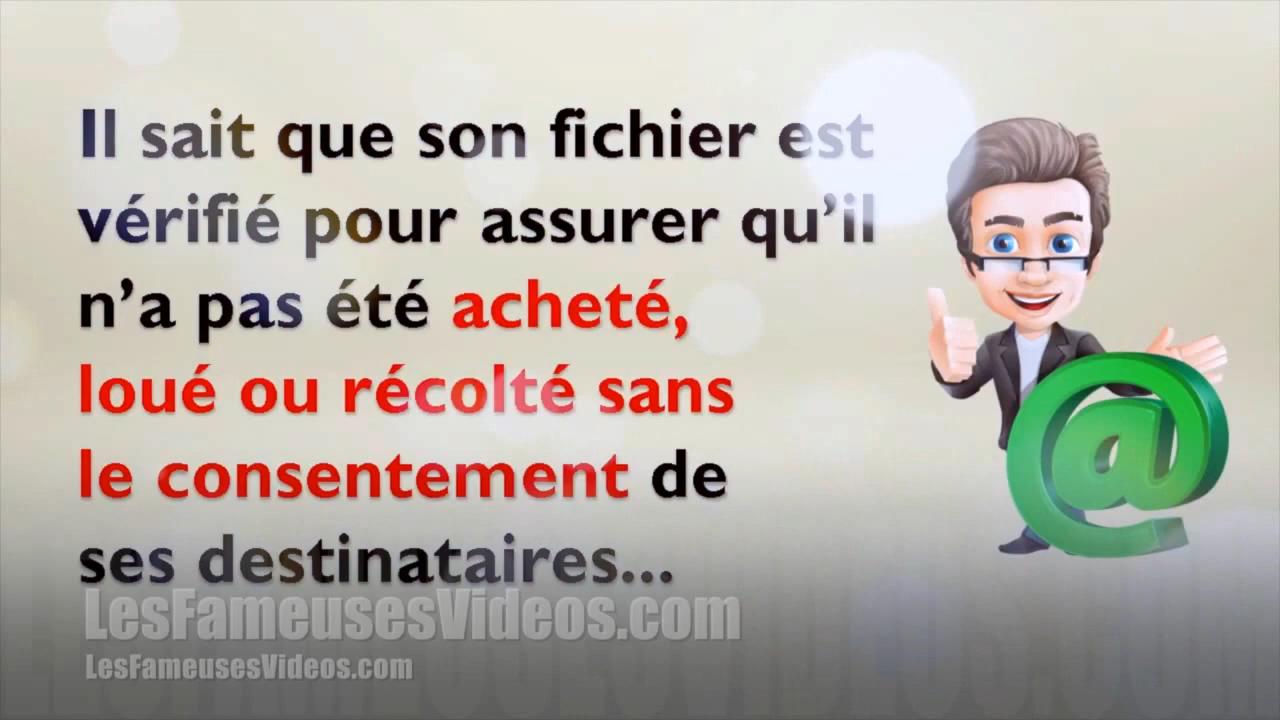 Il sait que son fichier est
vérifié pour assurer qu’il
n’a pas été acheté,
loué ou récolté sans
le consentement de
ses destinataires...
LesFameusesVideos.com
LesFameusesVideos.com